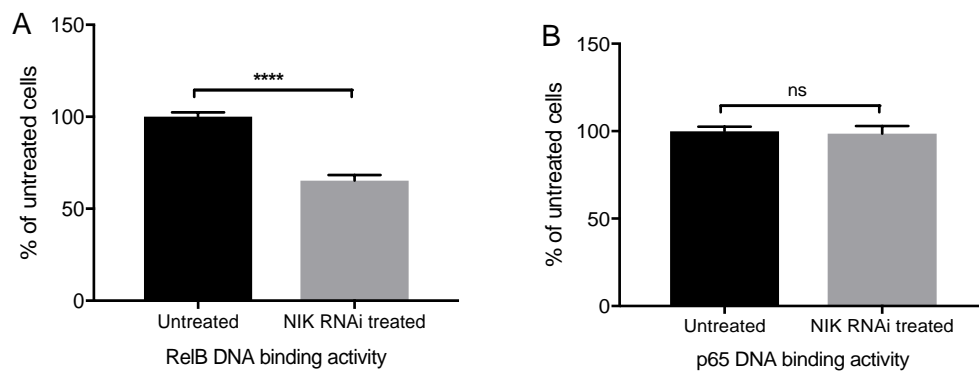 A
% of untreated cells
150
100
50
0
****
Untreated
NIK RNAi treated
RelB DNA binding activity
B
% of untreated cells
150
100
50
0
ns
Untreated
NIK RNAi treated
p65 DNA binding activity